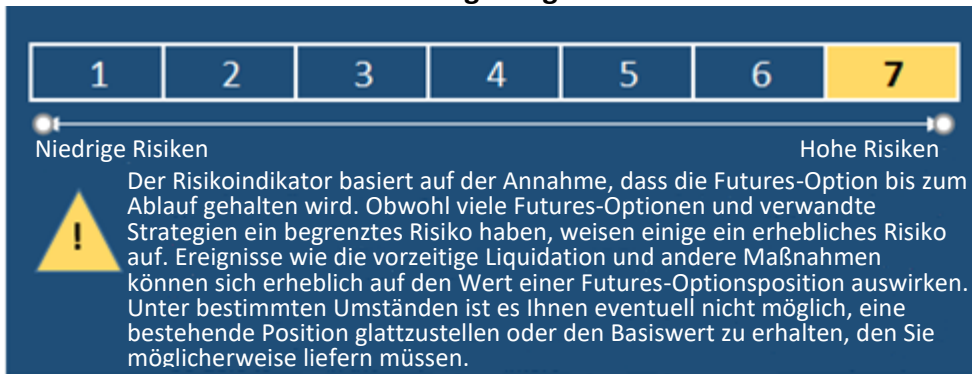 1 2 3 4 5 6 7
Niedrige Risiken Hohe Risiken
Der Risikoindikator basiert auf der Annahme, dass die Futures-Option bis zum
Ablauf gehalten wird. Obwohl viele Futures-Optionen und verwandte
Strategien ein begrenztes Risiko haben, weisen einige ein erhebliches Risiko
! auf. Ereignisse wie die vorzeitige Liquidation und andere Maßnahmen
können sich erheblich auf den Wert einer Futures-Optionsposition auswirken.
Unter bestimmten Umständen ist es Ihnen eventuell nicht möglich, eine
bestehende Position glattzustellen oder den Basiswert zu erhalten, den Sie
möglicherweise liefern müssen.